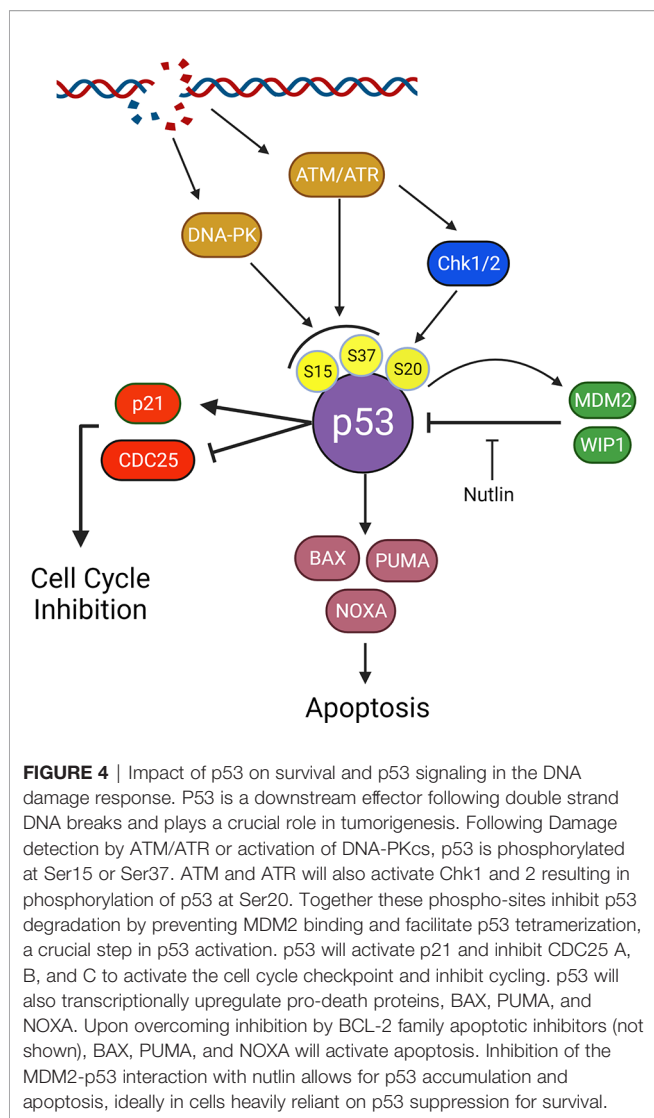 ATM/ATR
DNA-PK
Chk1/2
S15
S37
S20
p21
CDC25
p53
MDM2
WIP1
Nutlin
Cell Cycle
Inhibition
BAX
PUMA
NOXA
Apoptosis
FIGURE 4 | Impact of p53 on survival and p53 signaling in the DNA
damage response. P53 is a downstream effector following double strand
DNA breaks and plays a crucial role in tumorigenesis. Following Damage
detection by ATM/ATR or activation of DNA-PKcs, p53 is phosphorylated
at Ser15 or Ser37. ATM and ATR will also activate Chk1 and 2 resulting in
phosphorylation of p53 at Ser20. Together these phospho-sites inhibit p53
degradation by preventing MDM2 binding and facilitate p53 tetramerization,
a crucial step in p53 activation. p53 will activate p21 and inhibit CDC25 A,
B, and C to activate the cell cycle checkpoint and inhibit cycling. p53 will
also transcriptionally upregulate pro-death proteins, BAX, PUMA, and
NOXA. Upon overcoming inhibition by BCL-2 family apoptotic inhibitors (not
shown), BAX, PUMA, and NOXA will activate apoptosis. Inhibition of the
MDM2-p53 interaction with nutlin allows for p53 accumulation and
apoptosis, ideally in cells heavily reliant on p53 suppression for survival.